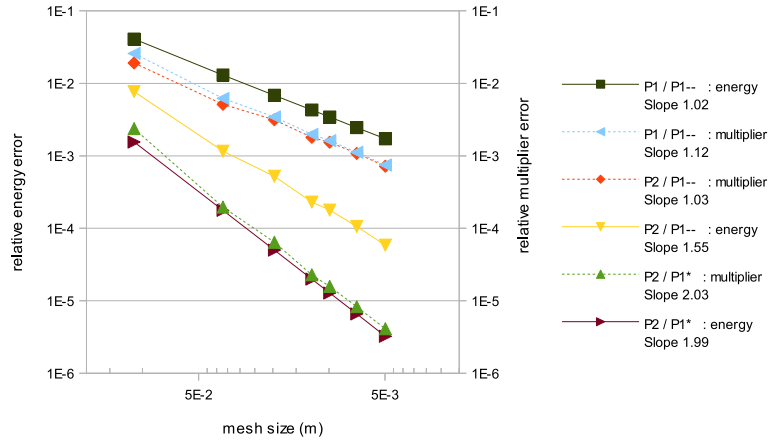 1E-1
1E-2
1E-3
1E-4
1E-5
1E-6
relative energy error
5E-2
5E-3
mesh size (m)
1E-1
1E-2
1E-3
1E-4
1E-5
1E-6
relative multiplier error
P1 / P1-- : energy
Slope 1.02
P1 / P1-- : multiplier
Slope 1.12
P2 / P1-- : multiplier
Slope 1.03
P2 / P1-- : energy
Slope 1.55
P2 / P1* : multiplier
Slope 2.03
P2 / P1* : energy
Slope 1.99